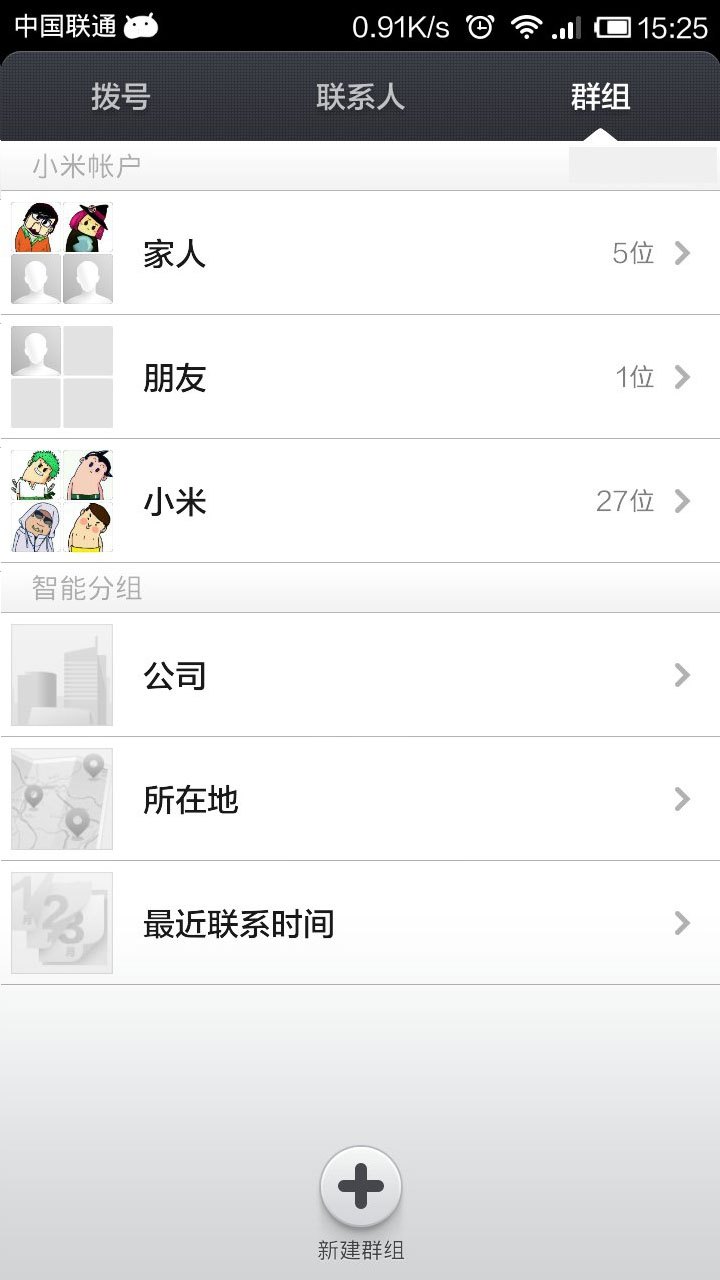 中国联通 0.91K/s 15:25
拨号 联系人 群组
小米帐户
家人 5位
朋友 1位
小米 27位
智能分组
公司
所在地
最近联系时间
新建群组